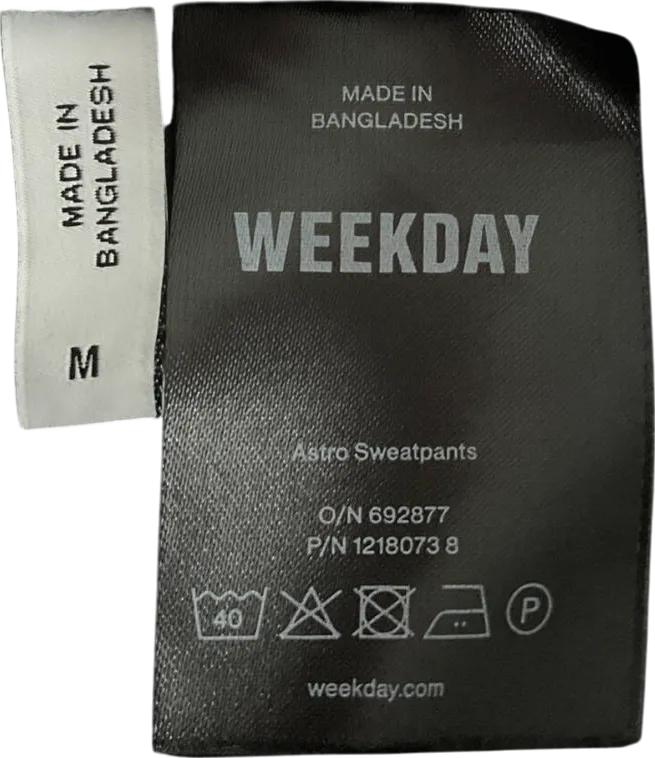 MADE IN
BANGLADESH
M
MADE IN
BANGLADESH
WEEKDAY
Astro Sweatpants
O/N 692877
P/N 1218073 8
40
P
weekday.com